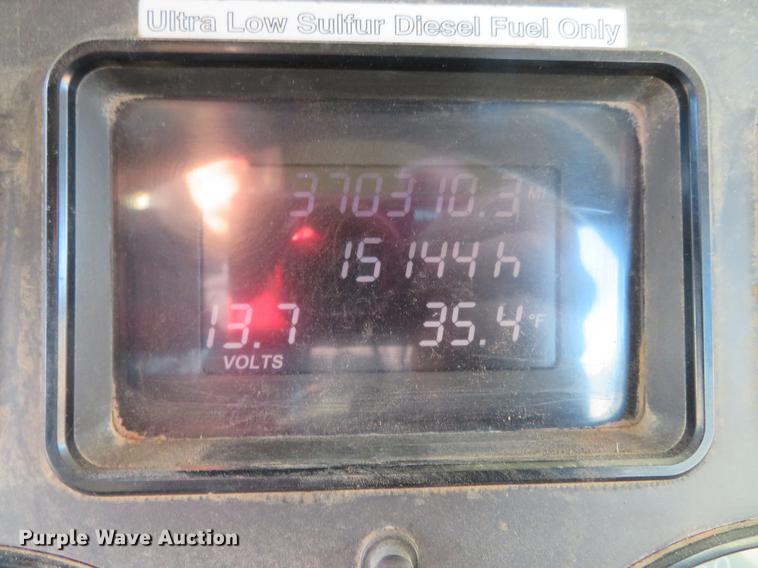 Ultra Low Sulfur Diesel Fuel Only
370310.3 MI
15144 h
13.7 35.4 °F
VOLTS
Purple Wave Auction